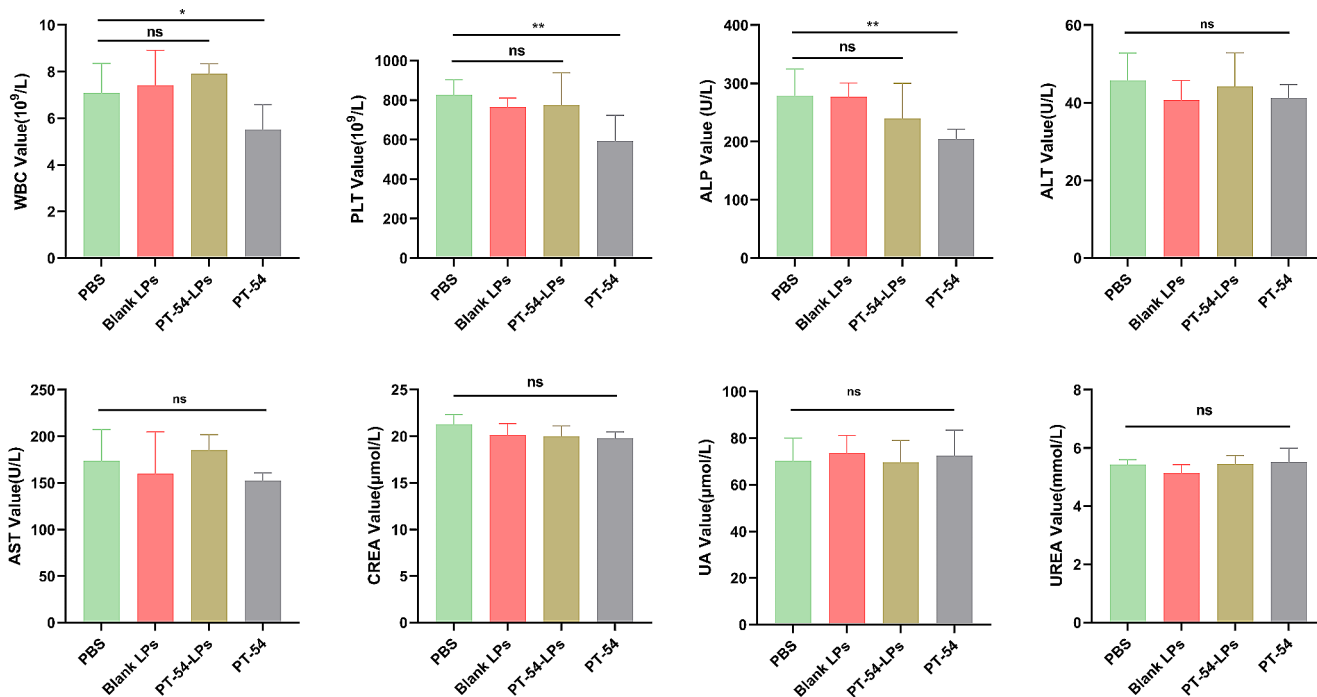 *
ns
WBC Value(10^9/L)
10
8
6
4
2
0
PBS
Blank LPs
PT-54-LPs
PT-54
**
ns
PLT Value(10^9/L)
1000
800
600
400
200
0
PBS
Blank LPs
PT-54-LPs
PT-54
**
ns
ALP Value (U/L)
400
300
200
100
0
PBS
Blank LPs
PT-54-LPs
PT-54
ns
ALT Value(U/L)
60
40
20
0
PBS
Blank LPs
PT-54-LPs
PT-54
ns
AST Value(U/L)
250
200
150
100
50
0
PBS
Blank LPs
PT-54-LPs
PT-54
ns
CREA Value(μmol/L)
25
20
15
10
5
0
PBS
Blank LPs
PT-54-LPs
PT-54
ns
UA Value(μmol/L)
100
80
60
40
20
0
PBS
Blank LPs
PT-54-LPs
PT-54
ns
UREA Value(mmol/L)
8
6
4
2
0
PBS
Blank LPs
PT-54-LPs
PT-54